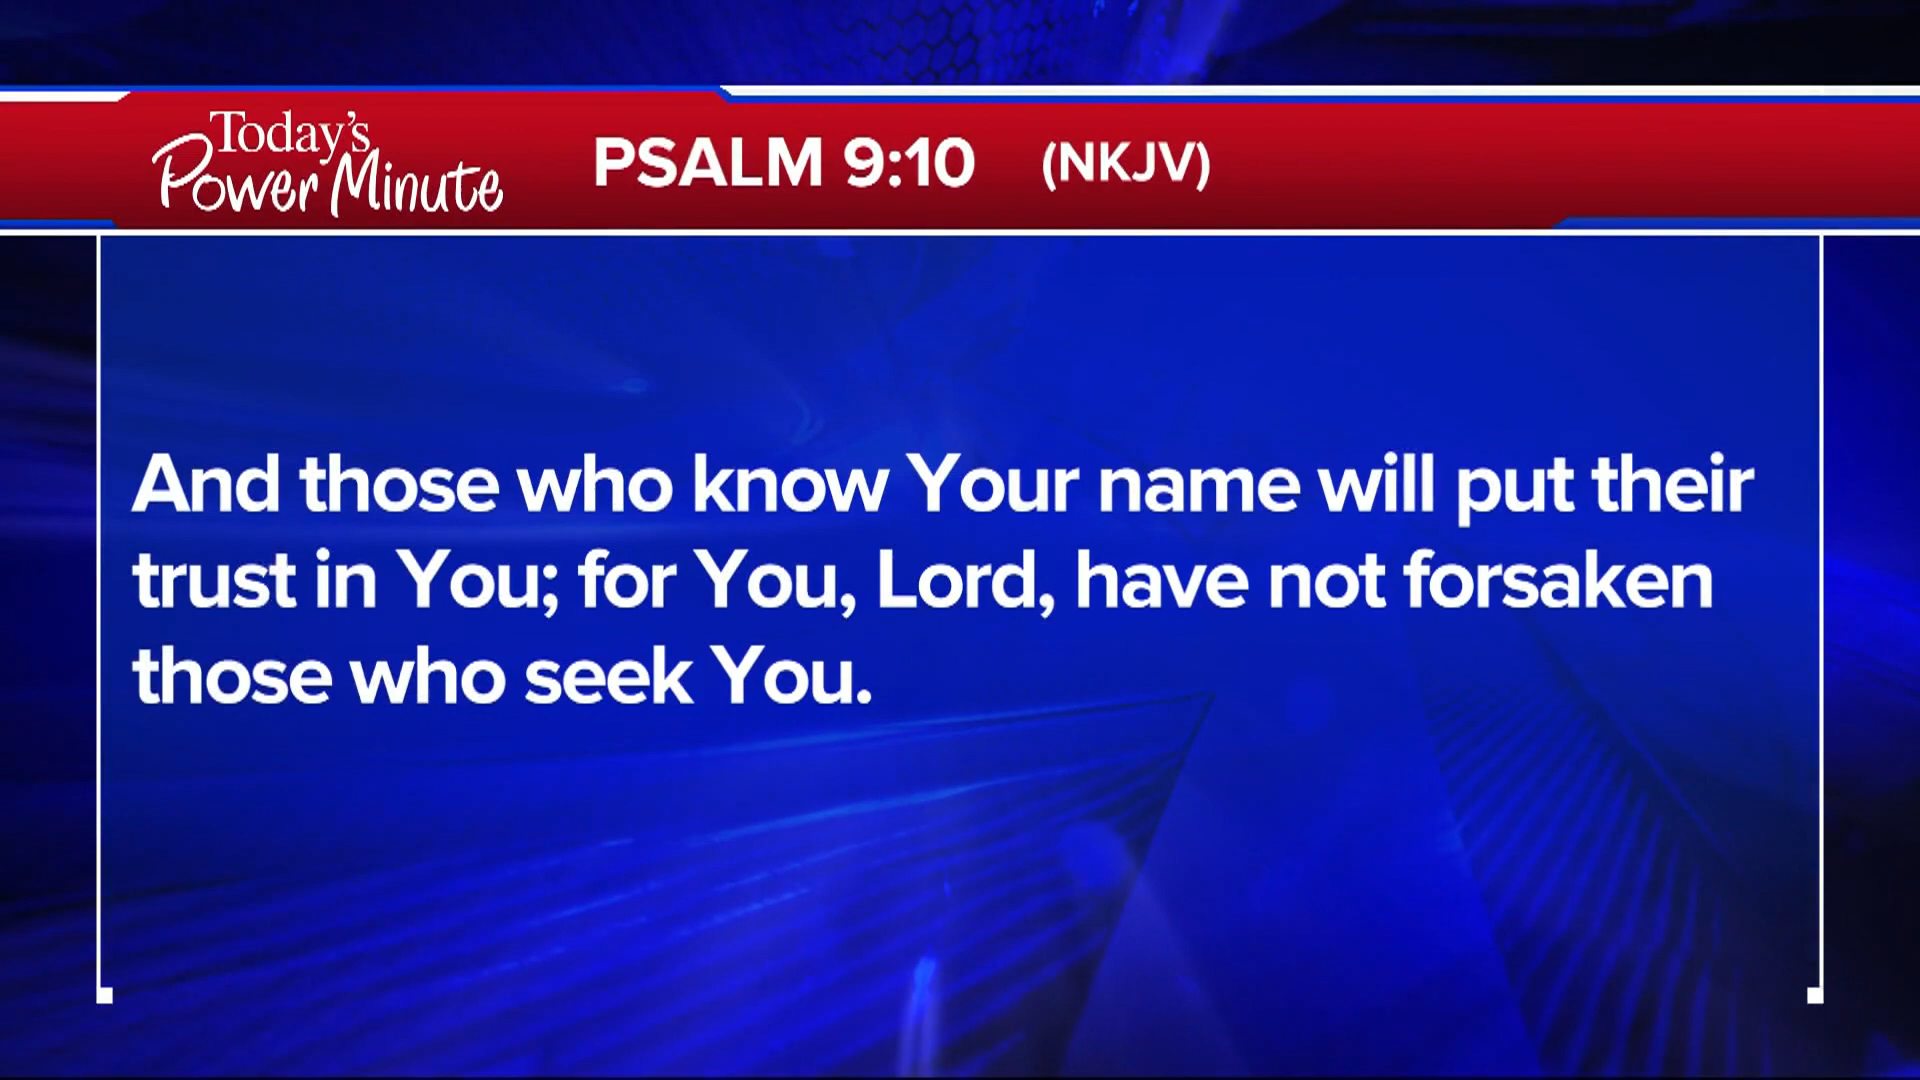 Today's
Power Minute
PSALM 9:10 (NKJV)
And those who know Your name will put their
trust in You; for You, Lord, have not forsaken
those who seek You.